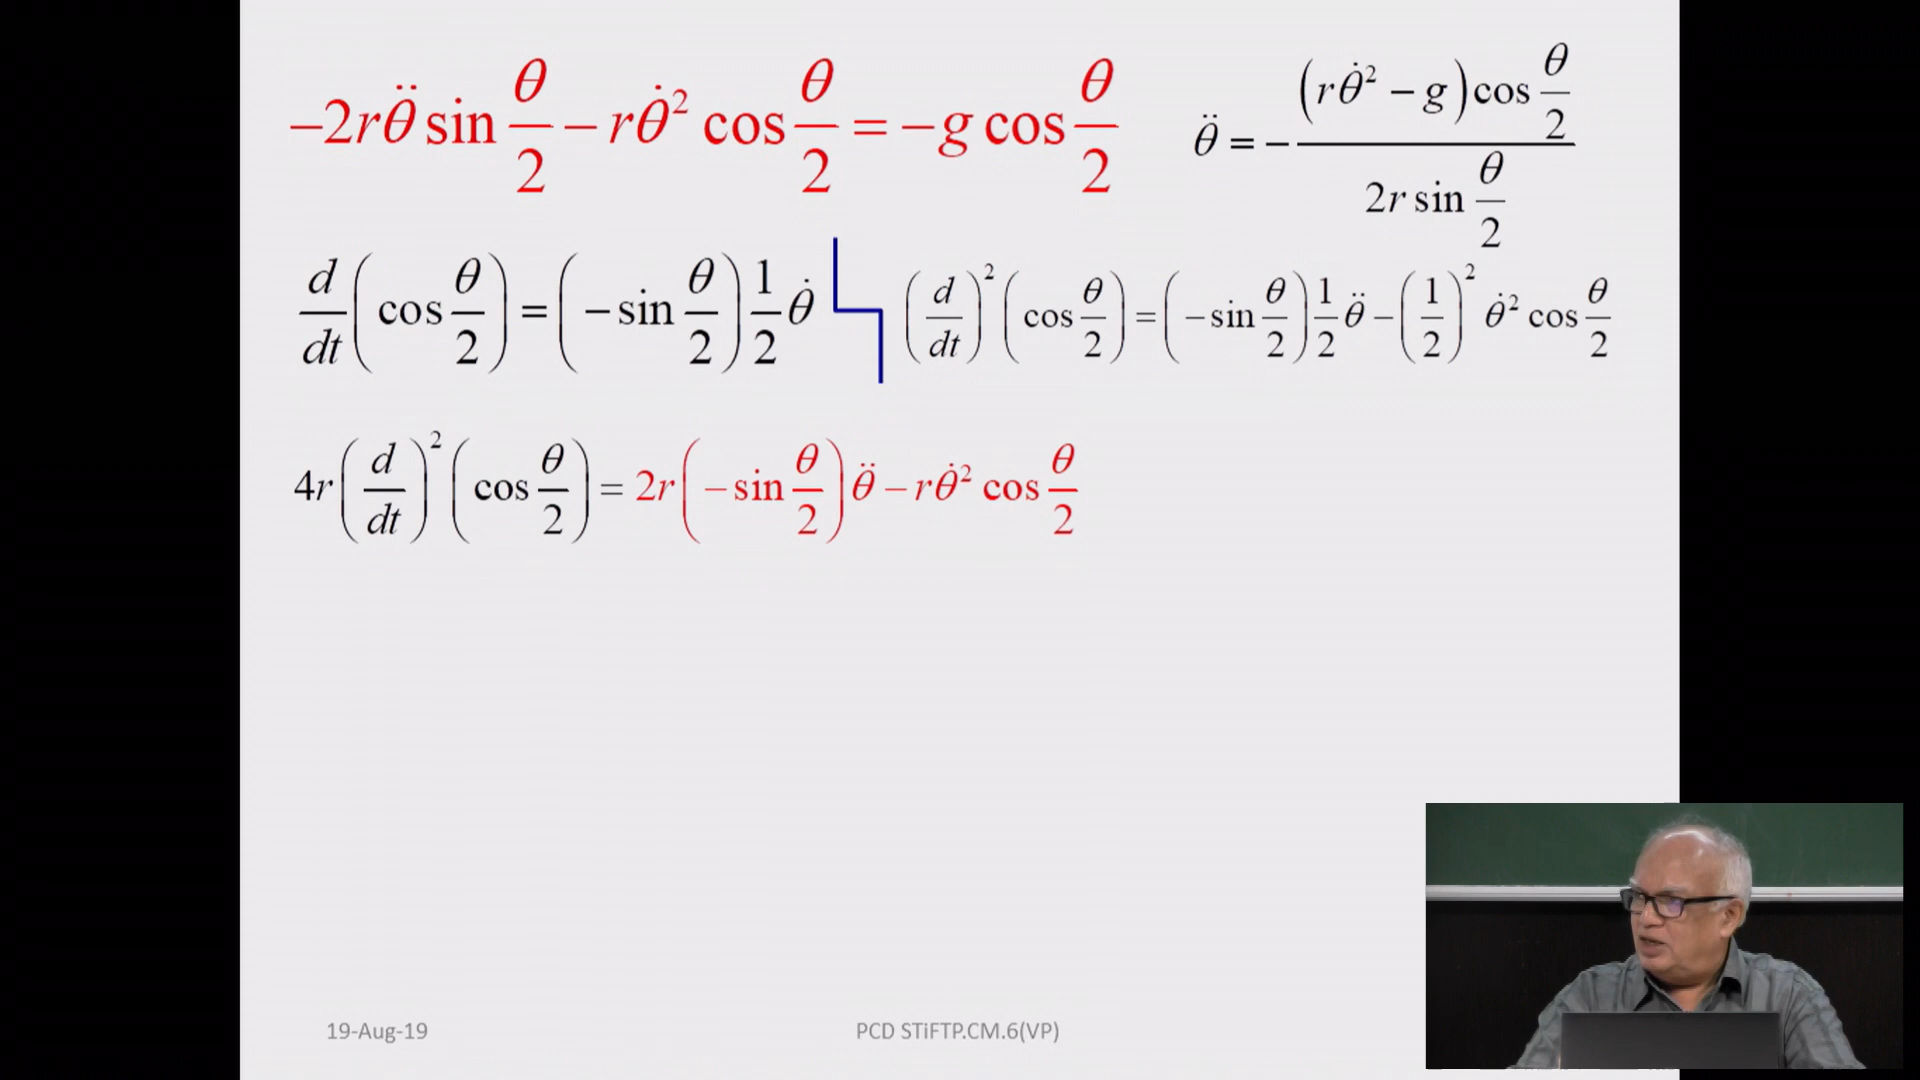 −2rθ̈ sin θ/2 − rθ̇² cos θ/2 = −g cos θ/2
θ̈ = − (rθ̇² − g) cos θ/2 / 2r sin θ/2
d/dt (cos θ/2) = (−sin θ/2) 1/2 θ̇
(d/dt)² (cos θ/2) = (−sin θ/2) 1/2 θ̈ − (1/2)² θ̇² cos θ/2
4r (d/dt)² (cos θ/2) = 2r (−sin θ/2) θ̈ − rθ̇² cos θ/2
19-Aug-19
PCD STiFTP.CM.6(VP)